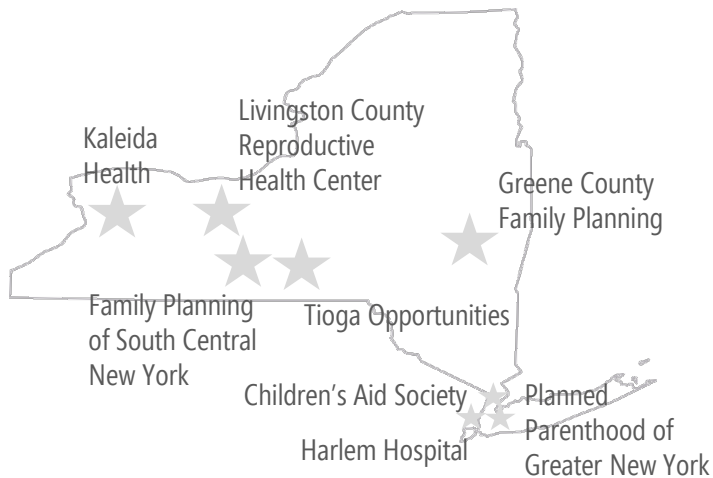 Kaleida
Health
Livingston County
Reproductive
Health Center
Greene County
Family Planning
Family Planning
of South Central
New York
Tioga Opportunities
Children’s Aid Society
Harlem Hospital
Planned
Parenthood of
Greater New York